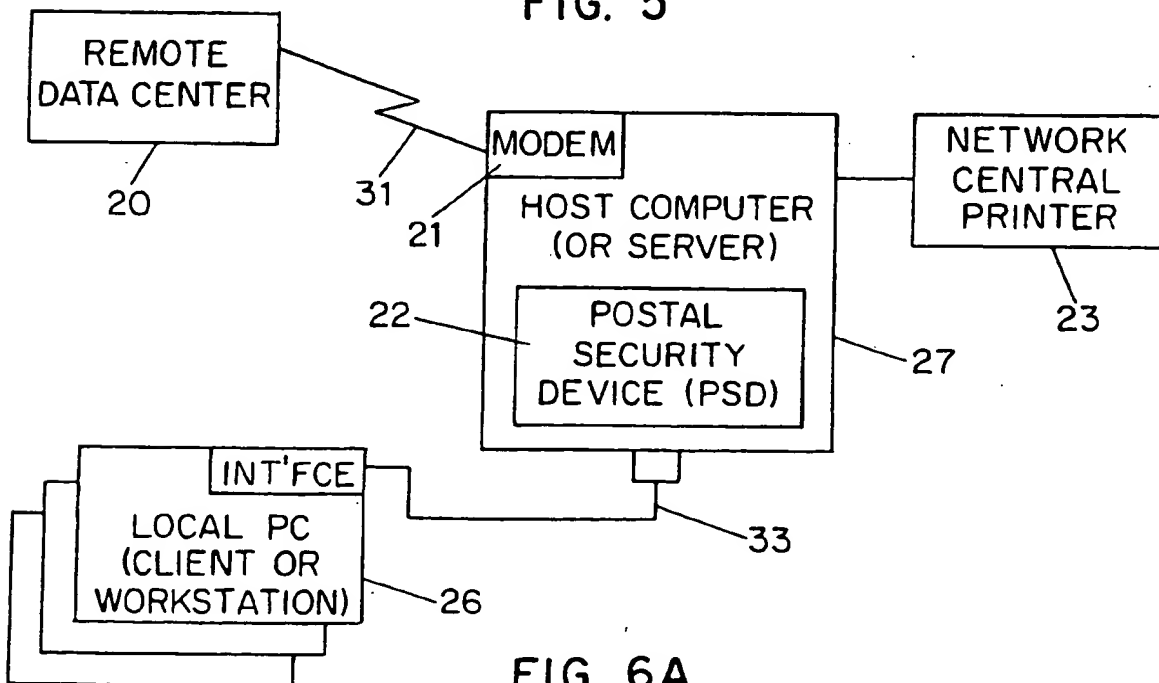 FIG. 5
REMOTE
DATA CENTER
20
31
MODEM
21
HOST COMPUTER
(OR SERVER)
22
POSTAL
SECURITY
DEVICE (PSD)
27
NETWORK
CENTRAL
PRINTER
23
INT'FCE
LOCAL PC
(CLIENT OR
WORKSTATION)
26
33
FIG. 6A